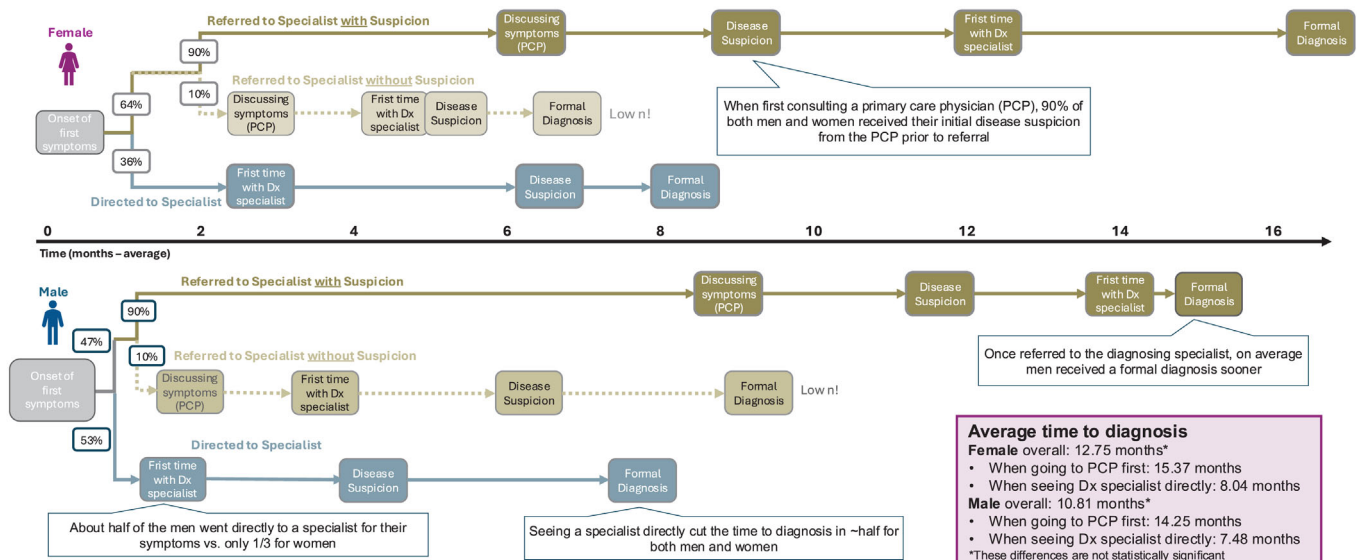 Female
Referred to Specialist with Suspicion
90%
Discussing
symptoms
(PCP)
Disease
Suspicion
Frist time
with Dx
specialist
Formal
Diagnosis
Referred to Specialist without Suspicion
10%
Discussing
symptoms
(PCP)
Frist time
with Dx
specialist
Disease
Suspicion
Formal
Diagnosis
Low n!
When first consulting a primary care physician (PCP), 90% of
both men and women received their initial disease suspicion
from the PCP prior to referral
64%
Onset of
first
symptoms
36%
Frist time
with Dx
specialist
Disease
Suspicion
Formal
Diagnosis
Directed to Specialist
0 2 4 6 8 10 12 14 16
Time (months – average)
Male
Referred to Specialist with Suspicion
90%
Discussing
symptoms
(PCP)
Disease
Suspicion
Frist time
with Dx
specialist
Formal
Diagnosis
47%
10%
Referred to Specialist without Suspicion
Discussing
symptoms
(PCP)
Frist time
with Dx
specialist
Disease
Suspicion
Formal
Diagnosis
Low n!
Once referred to the diagnosing specialist, on average
men received a formal diagnosis sooner
Onset of
first
symptoms
53%
Directed to Specialist
Frist time
with Dx
specialist
Disease
Suspicion
Formal
Diagnosis
About half of the men went directly to a specialist for their
symptoms vs. only 1/3 for women
Seeing a specialist directly cut the time to diagnosis in ~half for
both men and women
Average time to diagnosis
Female overall: 12.75 months*
• When going to PCP first: 15.37 months
• When seeing Dx specialist directly: 8.04 months
Male overall: 10.81 months*
• When going to PCP first: 14.25 months
• When seeing Dx specialist directly: 7.48 months
*These differences are not statistically significant